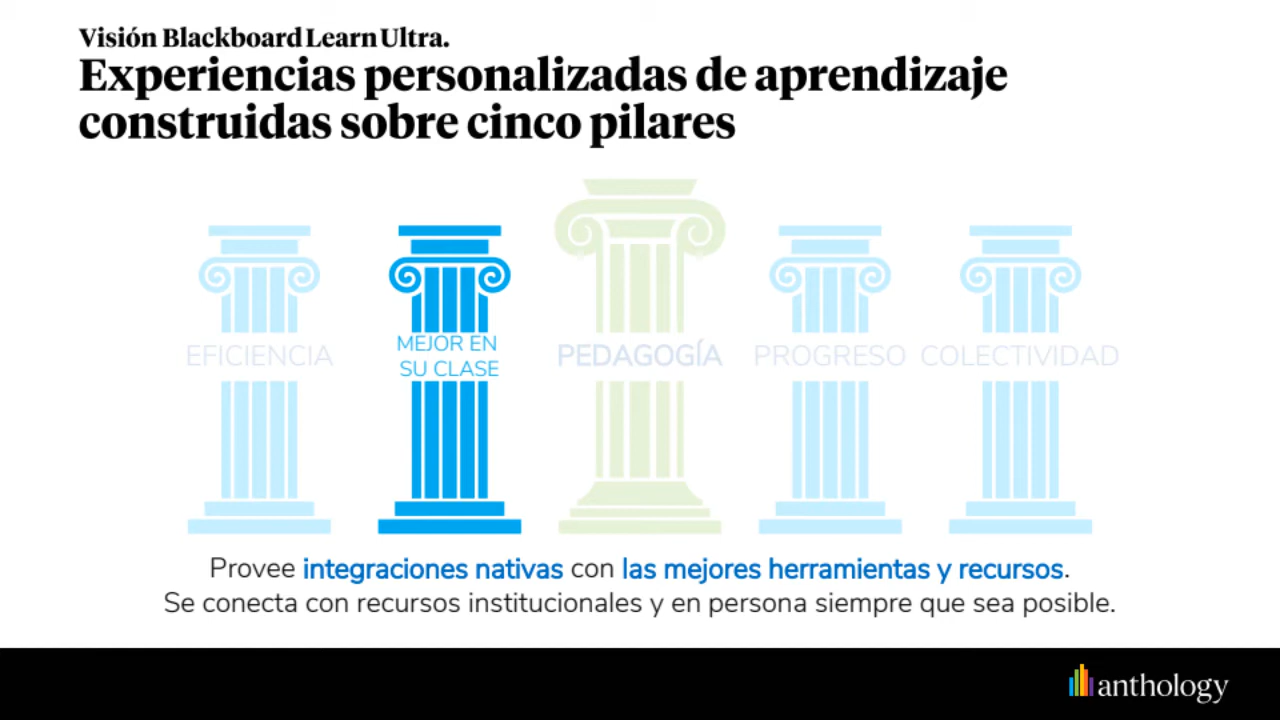 Visión Blackboard Learn Ultra.
Experiencias personalizadas de aprendizaje
construidas sobre cinco pilares
EFICIENCIA
MEJOR EN
SU CLASE
PEDAGOGÍA
PROGRESO
COLECTIVIDAD
Provee integraciones nativas con las mejores herramientas y recursos.
Se conecta con recursos institucionales y en persona siempre que sea posible.
anthology